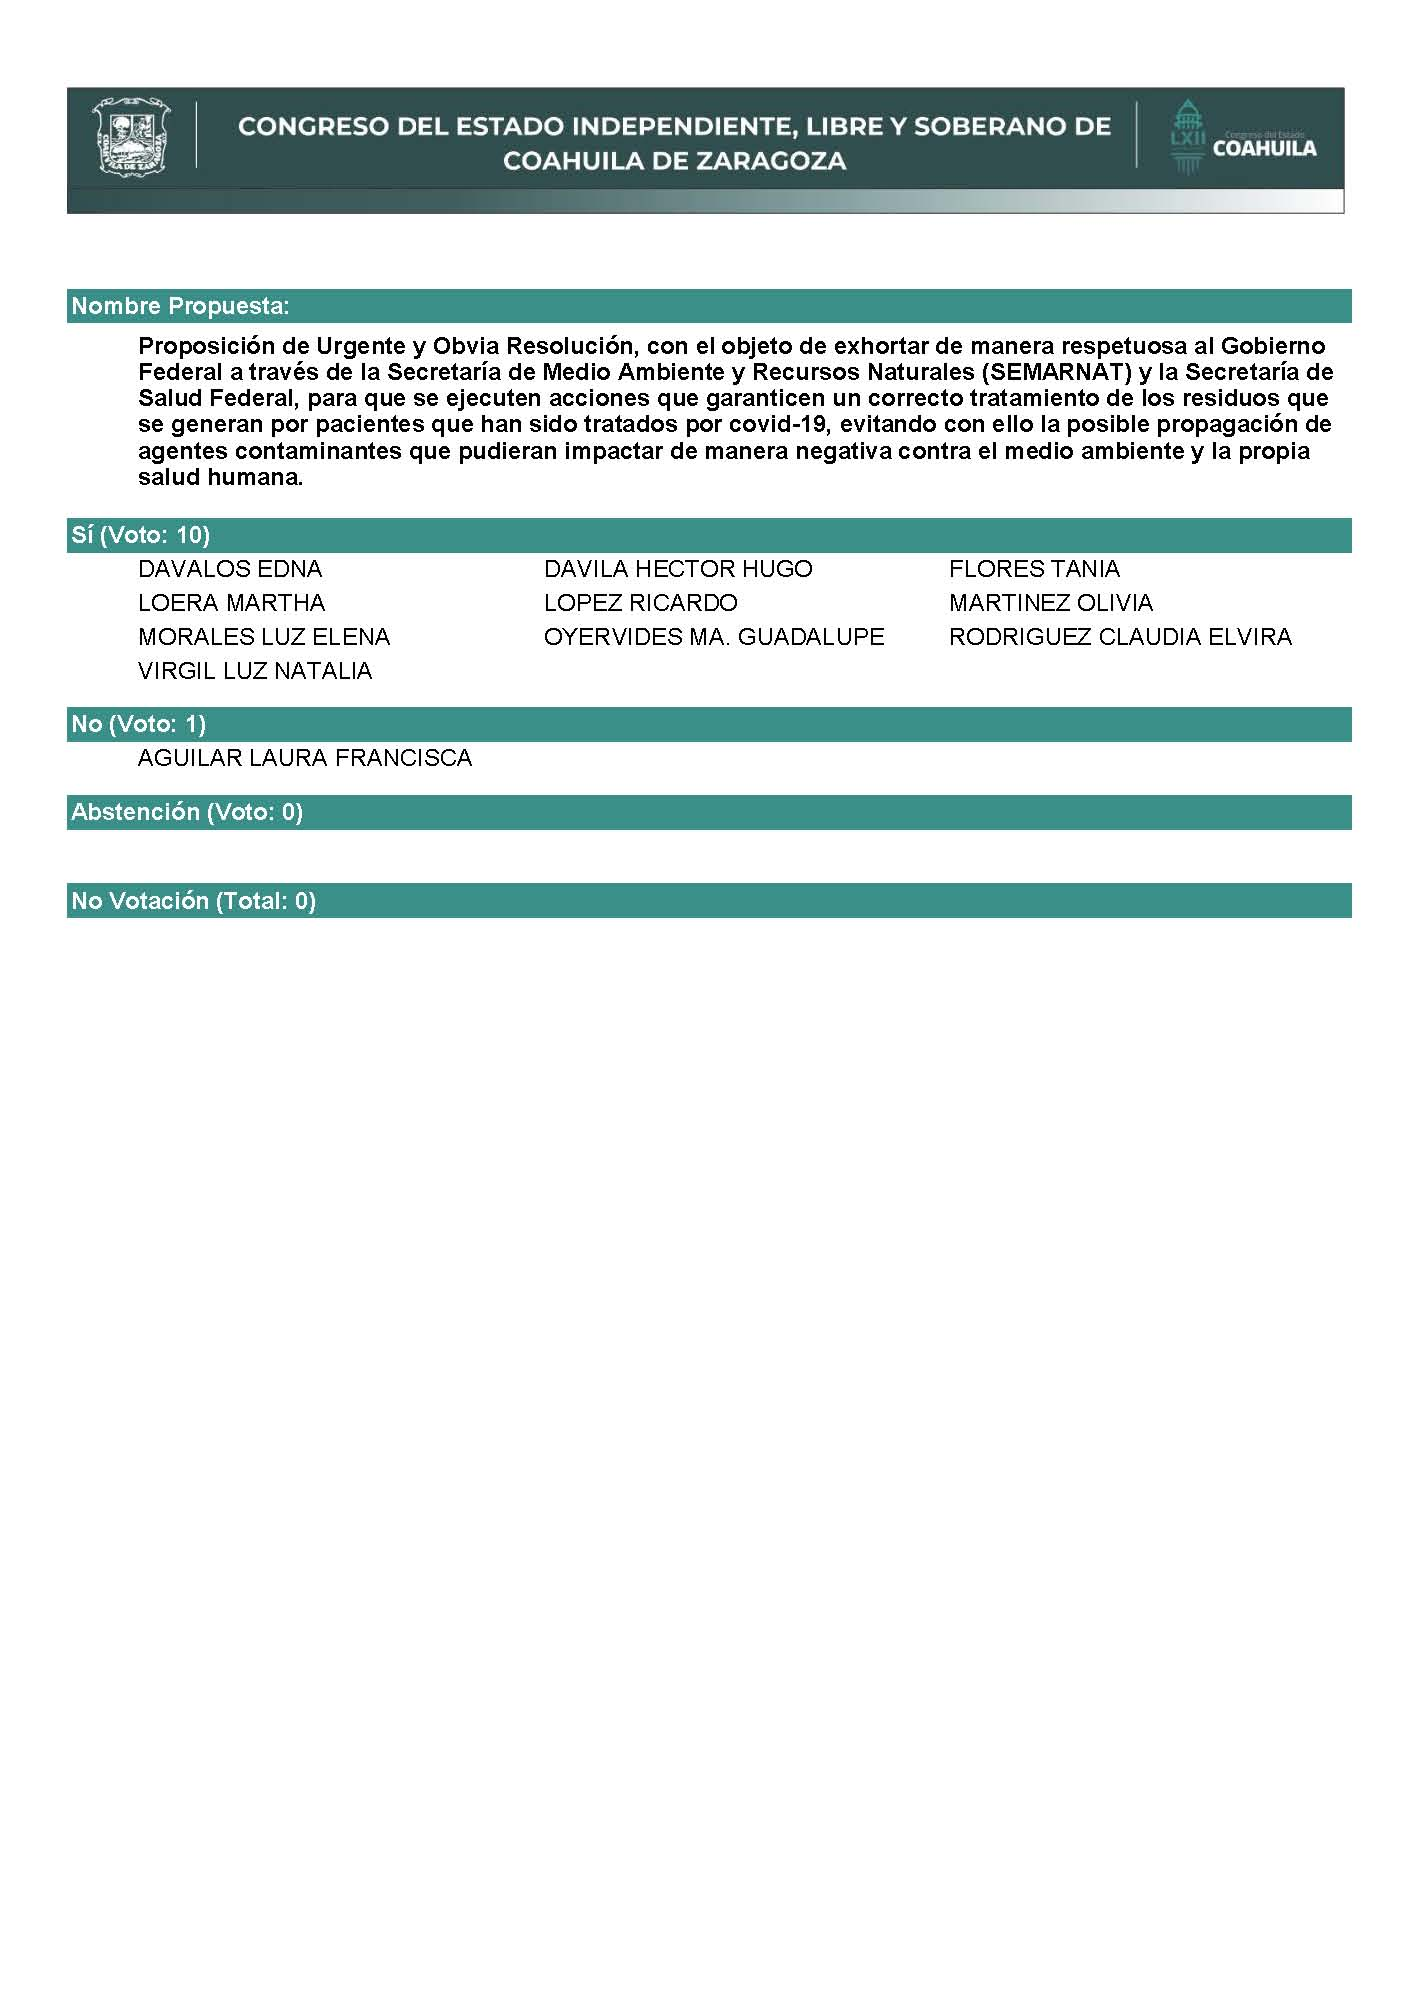 CONGRESO DEL ESTADO INDEPENDIENTE, LIBRE Y SOBERANO DE
COAHUILA DE ZARAGOZA
LXII
Congreso del Estado
COAHUILA
Nombre Propuesta:
Proposición de Urgente y Obvia Resolución, con el objeto de exhortar de manera respetuosa al Gobierno
Federal a través de la Secretaría de Medio Ambiente y Recursos Naturales (SEMARNAT) y la Secretaría de
Salud Federal, para que se ejecuten acciones que garanticen un correcto tratamiento de los residuos que
se generan por pacientes que han sido tratados por covid-19, evitando con ello la posible propagación de
agentes contaminantes que pudieran impactar de manera negativa contra el medio ambiente y la propia
salud humana.
Sí (Voto: 10)
DAVALOS EDNA DAVILA HECTOR HUGO FLORES TANIA
LOERA MARTHA LOPEZ RICARDO MARTINEZ OLIVIA
MORALES LUZ ELENA OYERVIDES MA. GUADALUPE RODRIGUEZ CLAUDIA ELVIRA
VIRGIL LUZ NATALIA
No (Voto: 1)
AGUILAR LAURA FRANCISCA
Abstención (Voto: 0)
No Votación (Total: 0)